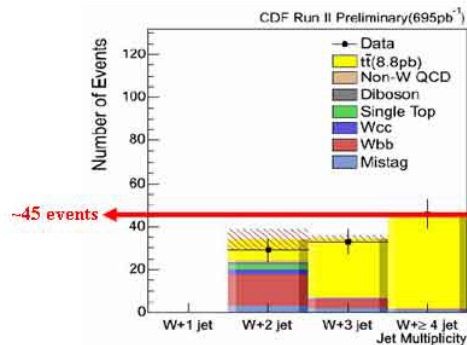 CDF Run II Preliminary(695pb⁻¹)
Number of Events
120
100
80
60
40
20
0
Data
tt̄(8.8pb)
Non-W QCD
Diboson
Single Top
Wcc
Wbb
Mistag
~45 events
W+1 jet W+2 jet W+3 jet W+≥ 4 jet
Jet Multiplicity